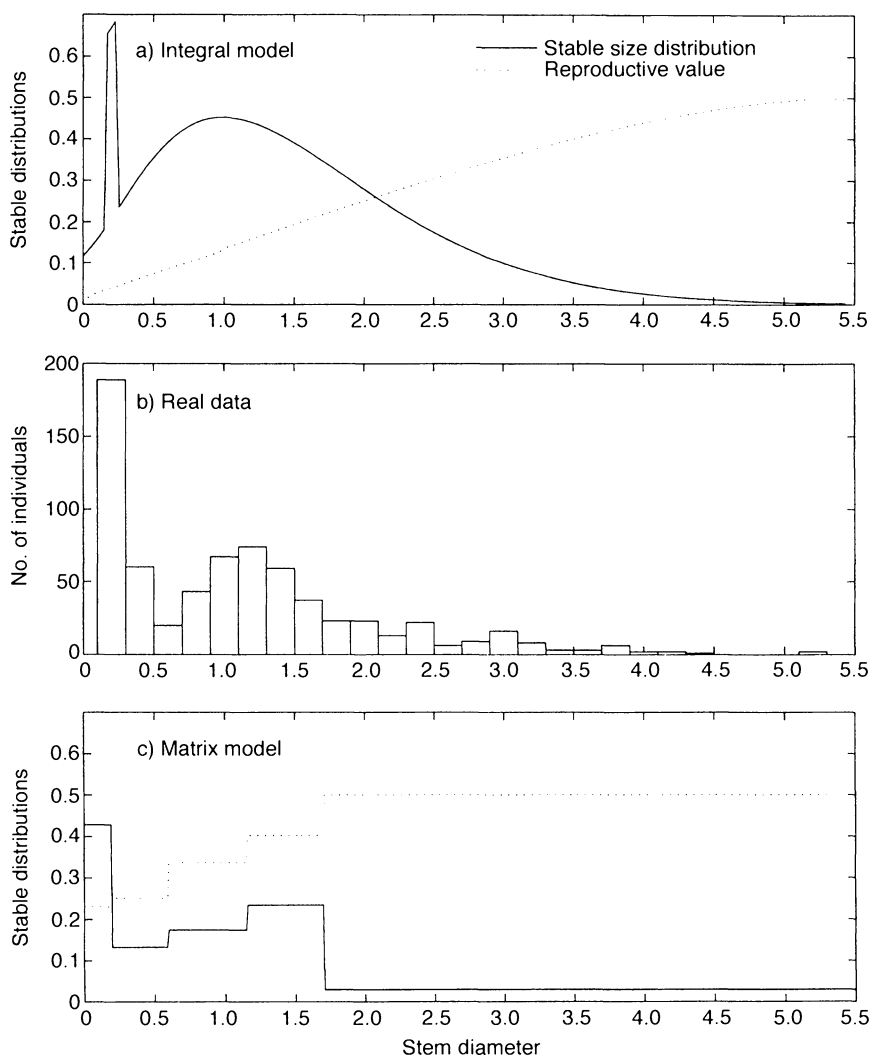 a) Integral model
Stable size distribution
Reproductive value
Stable distributions
0.6
0.5
0.4
0.3
0.2
0.1
0
0 0.5 1.0 1.5 2.0 2.5 3.0 3.5 4.0 4.5 5.0 5.5
b) Real data
No. of individuals
200
150
100
50
0
0 0.5 1.0 1.5 2.0 2.5 3.0 3.5 4.0 4.5 5.0 5.5
c) Matrix model
Stable distributions
0.6
0.5
0.4
0.3
0.2
0.1
0
0 0.5 1.0 1.5 2.0 2.5 3.0 3.5 4.0 4.5 5.0 5.5
Stem diameter